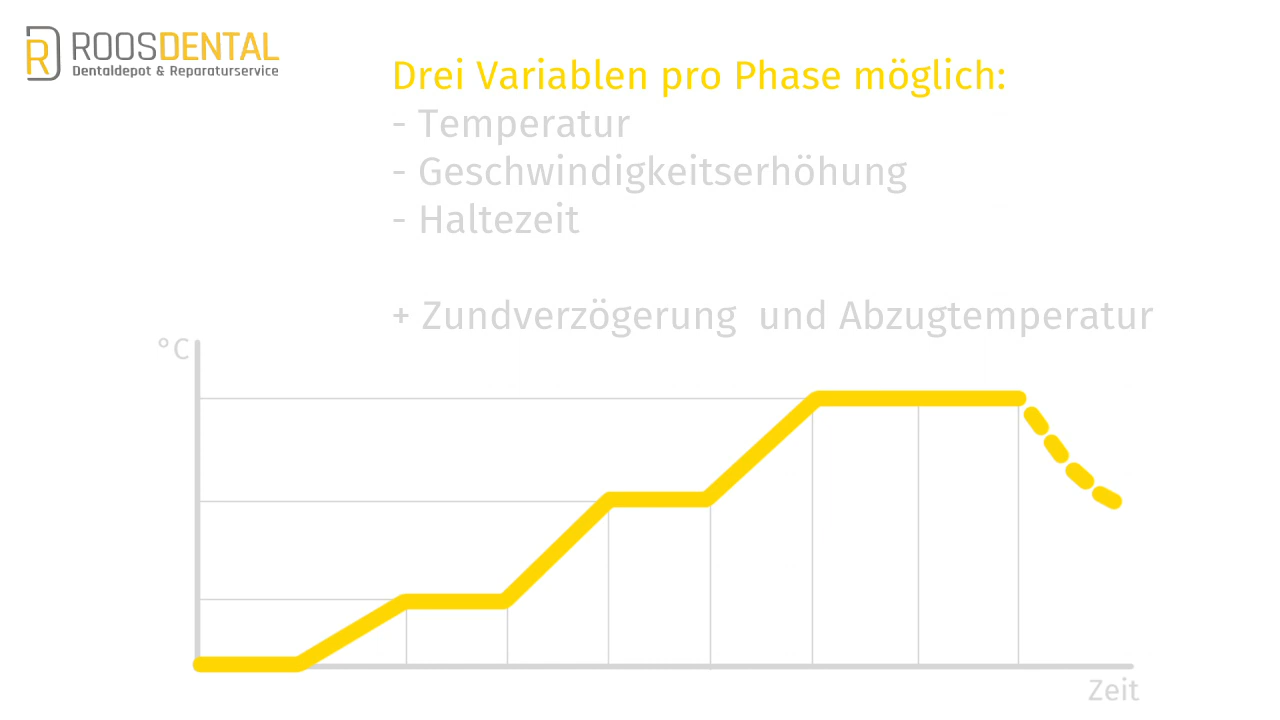 ROOSDENTAL
Dentaldepot & Reparaturservice
Drei Variablen pro Phase möglich:
- Temperatur
- Geschwindigkeitserhöhung
- Haltezeit
+ Zundverzögerung und Abzugtemperatur
°C
Zeit